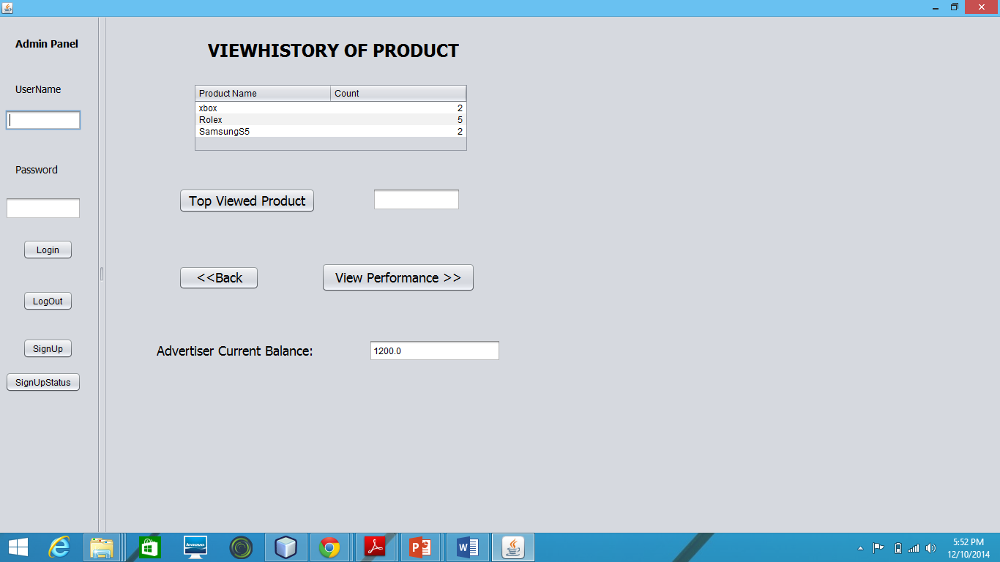 Admin Panel
UserName
Password
Login
LogOut
SignUp
SignUpStatus
VIEWHISTORY OF PRODUCT
Product Name Count
xbox 2
Rolex 5
SamsungS5 2
Top Viewed Product
<<Back
View Performance >>
Advertiser Current Balance: 1200.0
lenovo
5:52 PM
12/10/2014